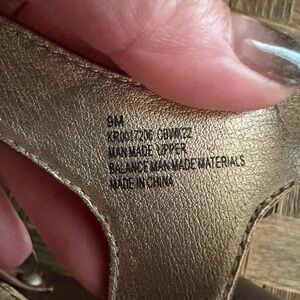 9M
KR0017206 CBWK22
MAN MADE UPPER
BALANCE MAN MADE MATERIALS
MADE IN CHINA